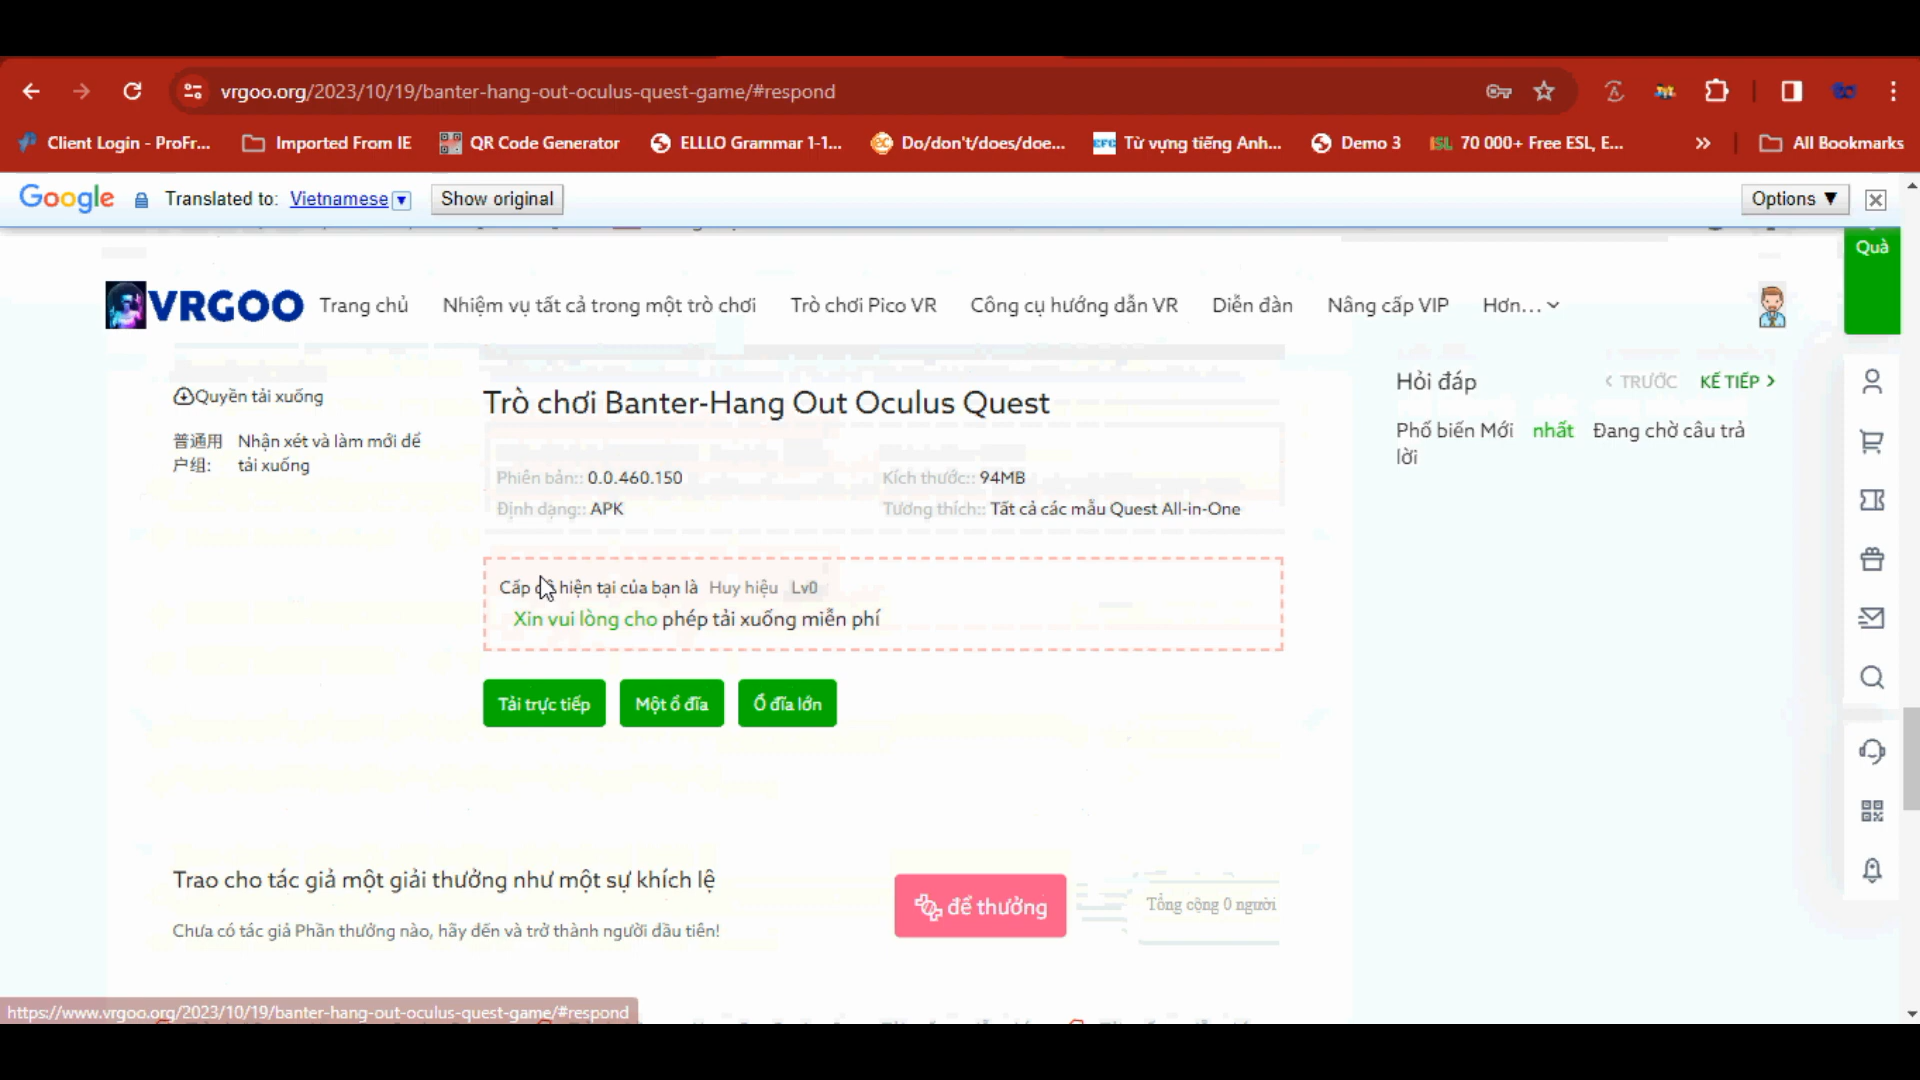 vrgoo.org/2023/10/19/banter-hang-out-oculus-quest-game/#respond
Client Login - ProFr... Imported From IE QR Code Generator ELLLO Grammar 1-1... Do/don't/does/doe... Từ vựng tiếng Anh... Demo 3 70 000+ Free ESL, E... » All Bookmarks
Google Translated to: Vietnamese Show original Options ▼
Quà
VRGOO Trang chủ Nhiệm vụ tất cả trong một trò chơi Trò chơi Pico VR Công cụ hướng dẫn VR Diễn đàn Nâng cấp VIP Hơn...
Quyền tải xuống
普通用户组: Nhận xét và làm mới để
tải xuống
Trò chơi Banter-Hang Out Oculus Quest
Phiên bản:: 0.0.460.150 Kích thước:: 94MB
Định dạng:: APK Tương thích:: Tất cả các mẫu Quest All-in-One
Cấp hiện tại của bạn là Huy hiệu Lv0
Xin vui lòng cho phép tải xuống miễn phí
Tải trực tiếp Một ổ đĩa Ổ đĩa lớn
Hỏi đáp < TRƯỚC KẾ TIẾP >
Phổ biến Mới nhất Đang chờ câu trả
lời
Trao cho tác giả một giải thưởng như một sự khích lệ
Chưa có tác giả Phần thưởng nào, hãy đến và trở thành người đầu tiên!
để thưởng
Tổng cộng 0 người
https://www.vrgoo.org/2023/10/19/banter-hang-out-oculus-quest-game/#respond